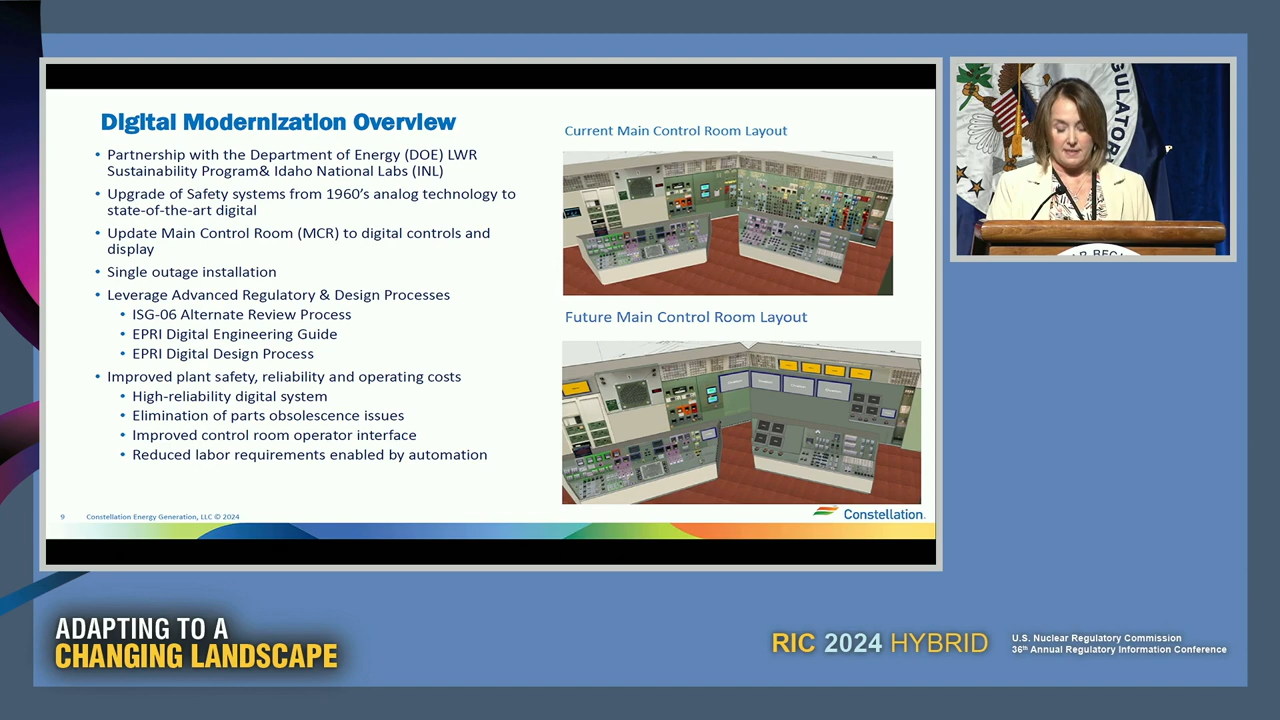 Digital Modernization Overview
• Partnership with the Department of Energy (DOE) LWR
Sustainability Program& Idaho National Labs (INL)
• Upgrade of Safety systems from 1960's analog technology to
state-of-the-art digital
• Update Main Control Room (MCR) to digital controls and
display
• Single outage installation
• Leverage Advanced Regulatory & Design Processes
• ISG-06 Alternate Review Process
• EPRI Digital Engineering Guide
• EPRI Digital Design Process
• Improved plant safety, reliability and operating costs
• High-reliability digital system
• Elimination of parts obsolescence issues
• Improved control room operator interface
• Reduced labor requirements enabled by automation
Current Main Control Room Layout
Future Main Control Room Layout
9 Constellation Energy Generation, LLC © 2024
Constellation.
GULATOR
AR REGU
ADAPTING TO A
CHANGING LANDSCAPE
RIC 2024 HYBRID
U.S. Nuclear Regulatory Commission
36th Annual Regulatory Information Conference